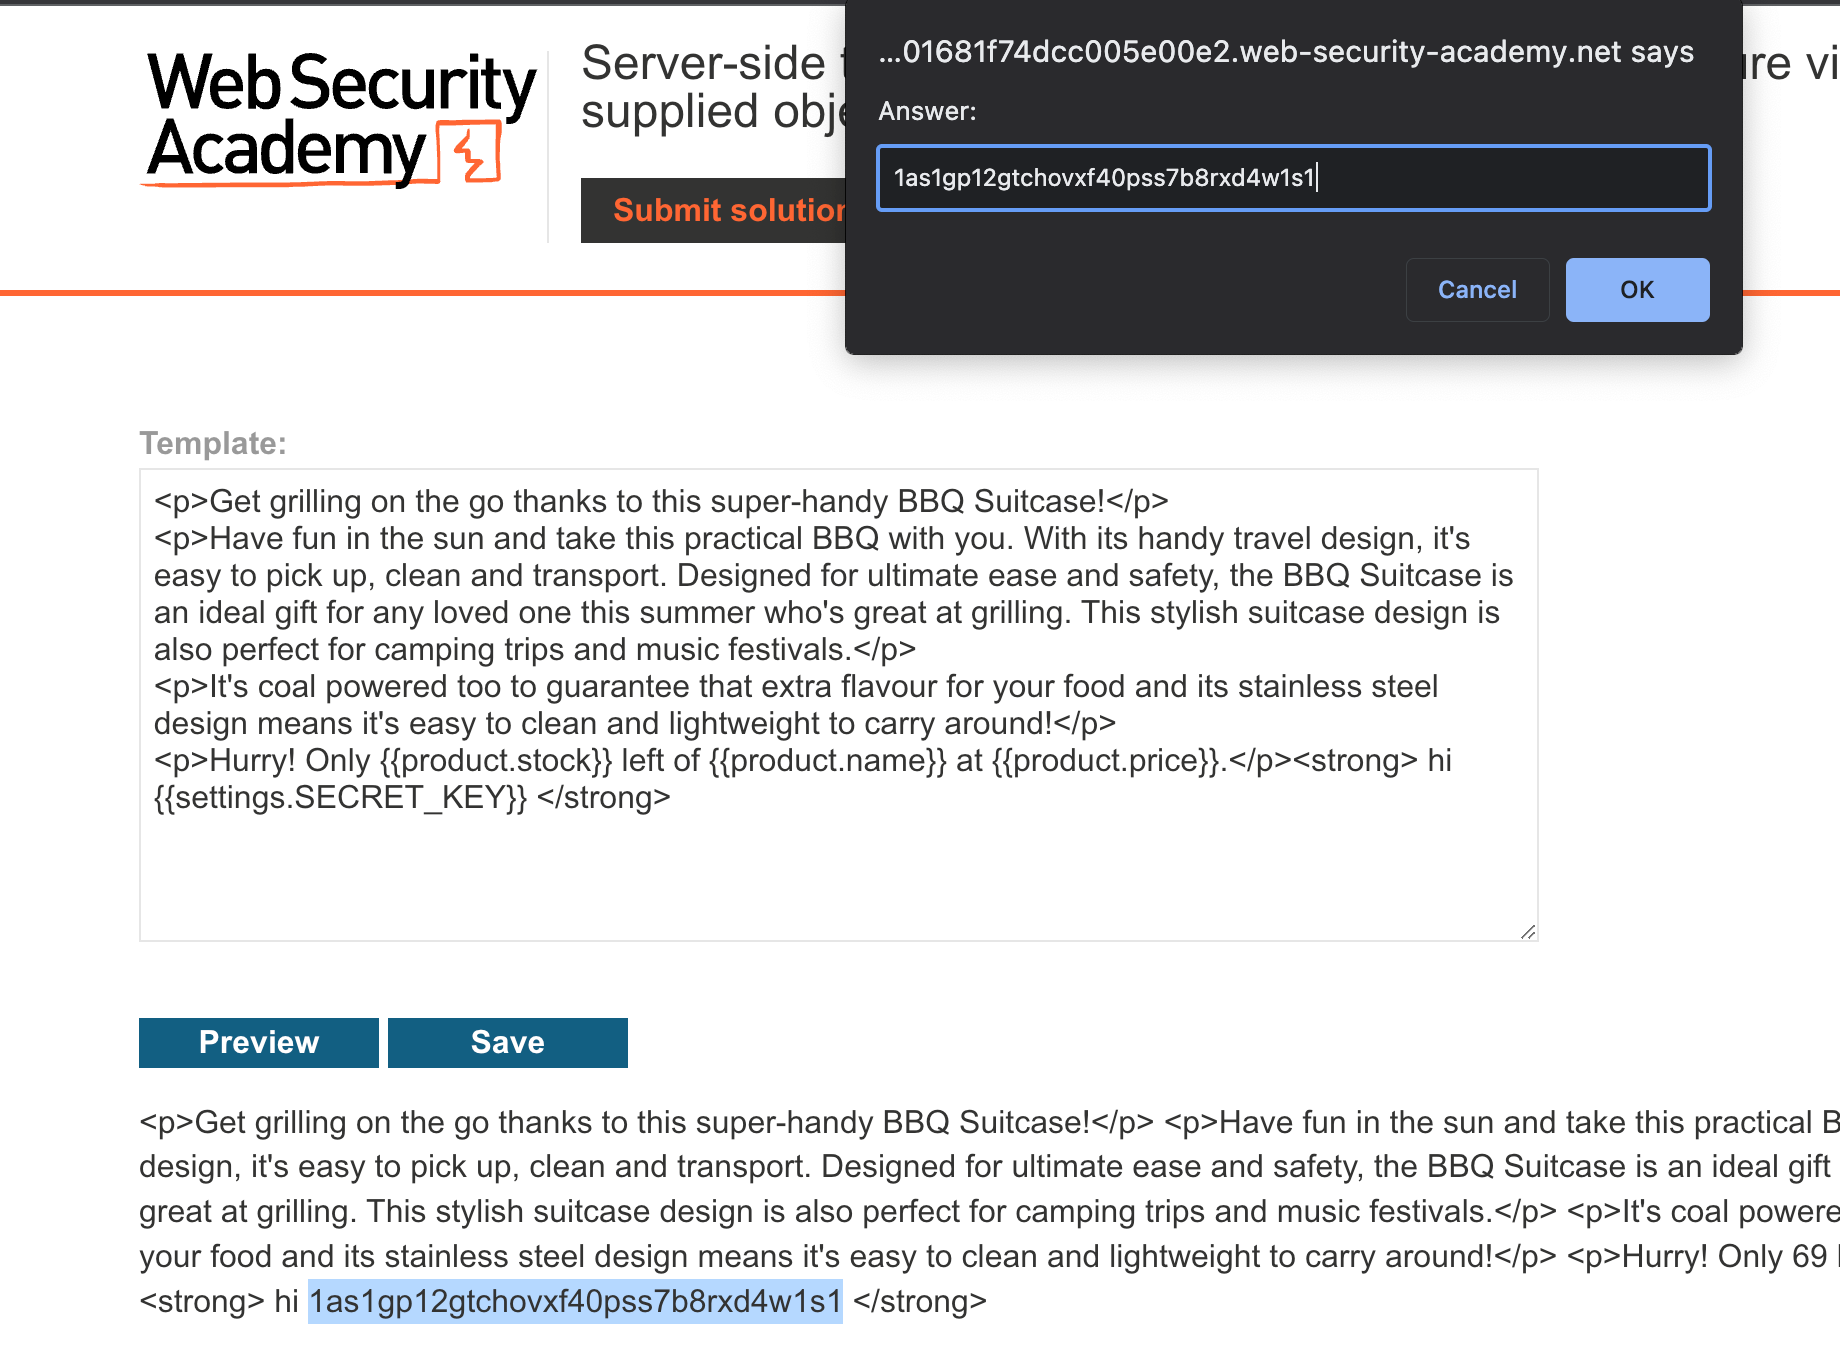 Web Security
Academy
Server-side
supplied obj
Submit solution
...01681f74dcc005e00e2.web-security-academy.net says
Answer:
1as1gp12gtchovxf40pss7b8rxd4w1s1
Cancel
OK
Template:
<p>Get grilling on the go thanks to this super-handy BBQ Suitcase!</p>
<p>Have fun in the sun and take this practical BBQ with you. With its handy travel design, it's
easy to pick up, clean and transport. Designed for ultimate ease and safety, the BBQ Suitcase is
an ideal gift for any loved one this summer who's great at grilling. This stylish suitcase design is
also perfect for camping trips and music festivals.</p>
<p>It's coal powered too to guarantee that extra flavour for your food and its stainless steel
design means it's easy to clean and lightweight to carry around!</p>
<p>Hurry! Only {{product.stock}} left of {{product.name}} at {{product.price}}.</p><strong> hi
{{settings.SECRET_KEY}} </strong>
Preview
Save
<p>Get grilling on the go thanks to this super-handy BBQ Suitcase!</p> <p>Have fun in the sun and take this practical
design, it's easy to pick up, clean and transport. Designed for ultimate ease and safety, the BBQ Suitcase is an ideal gift
great at grilling. This stylish suitcase design is also perfect for camping trips and music festivals.</p> <p>It's coal powere
your food and its stainless steel design means it's easy to clean and lightweight to carry around!</p> <p>Hurry! Only 69
<strong> hi 1as1gp12gtchovxf40pss7b8rxd4w1s1 </strong>